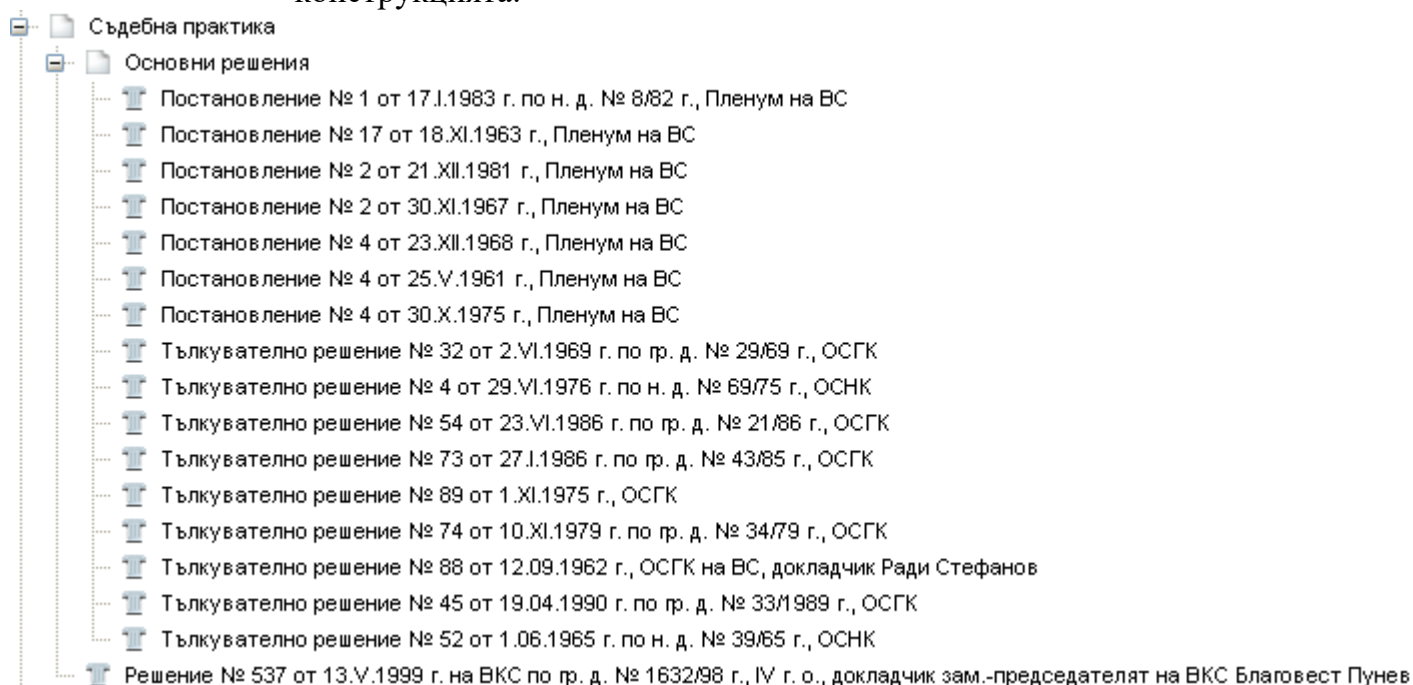 конструкцията.
Съдебна практика
Основни решения
Постановление № 1 от 17.I.1983 г. по н. д. № 8/82 г., Пленум на ВС
Постановление № 17 от 18.XI.1963 г., Пленум на ВС
Постановление № 2 от 21.XII.1981 г., Пленум на ВС
Постановление № 2 от 30.XI.1967 г., Пленум на ВС
Постановление № 4 от 23.XII.1968 г., Пленум на ВС
Постановление № 4 от 25.V.1961 г., Пленум на ВС
Постановление № 4 от 30.X.1975 г., Пленум на ВС
Тълкувателно решение № 32 от 2.VI.1969 г. по гр. д. № 29/69 г., ОСГК
Тълкувателно решение № 4 от 29.VI.1976 г. по н. д. № 69/75 г., ОСНК
Тълкувателно решение № 54 от 23.VI.1986 г. по гр. д. № 21/86 г., ОСГК
Тълкувателно решение № 73 от 27.I.1986 г. по гр. д. № 43/85 г., ОСГК
Тълкувателно решение № 89 от 1.XI.1975 г., ОСГК
Тълкувателно решение № 74 от 10.XI.1979 г. по гр. д. № 34/79 г., ОСГК
Тълкувателно решение № 88 от 12.09.1962 г., ОСГК на ВС, докладчик Ради Стефанов
Тълкувателно решение № 45 от 19.04.1990 г. по гр. д. № 33/1989 г., ОСГК
Тълкувателно решение № 52 от 1.06.1965 г. по н. д. № 39/65 г., ОСНК
Решение № 537 от 13.V.1999 г. на ВКС по гр. д. № 1632/98 г., IV г. о., докладчик зам.-председателят на ВКС Благовест Пунев